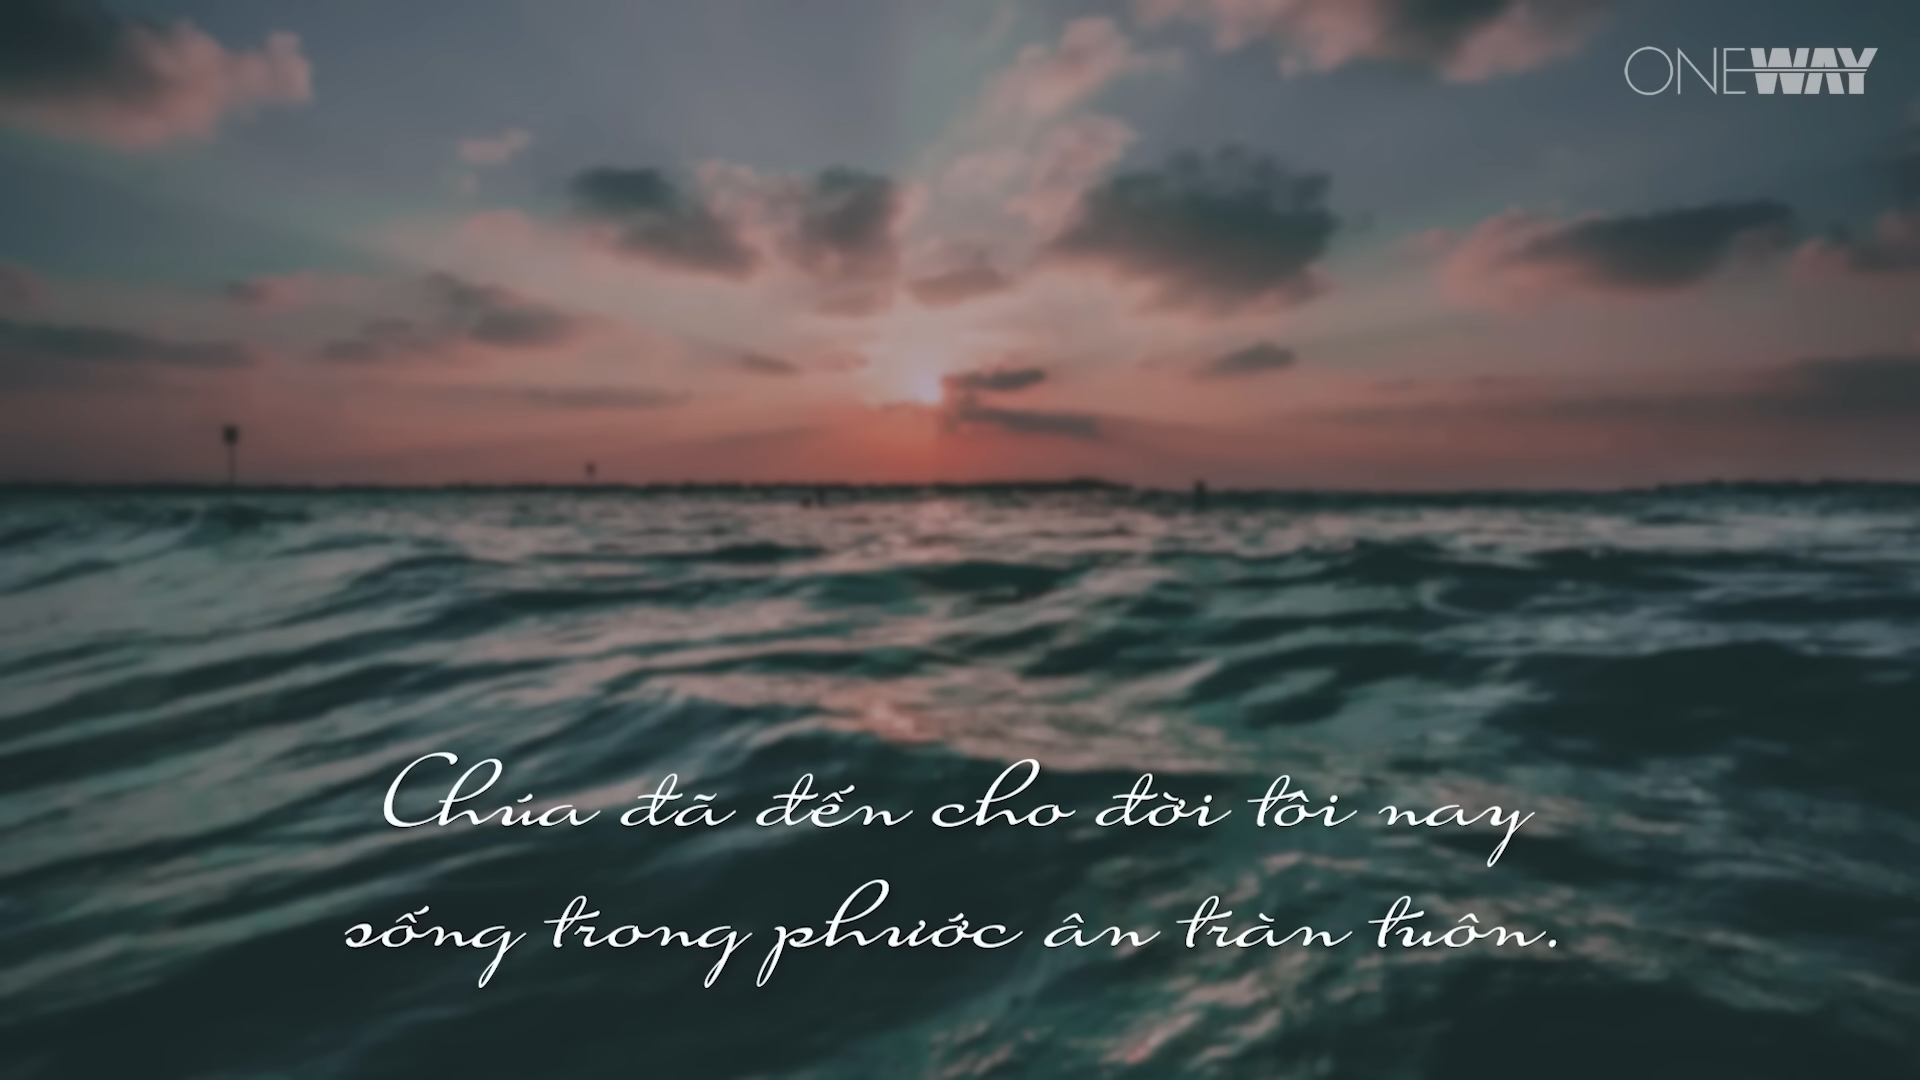 ONEWAY
Chúa đã đến cho đời tôi nay
sống trong phước ân tràn tuôn.